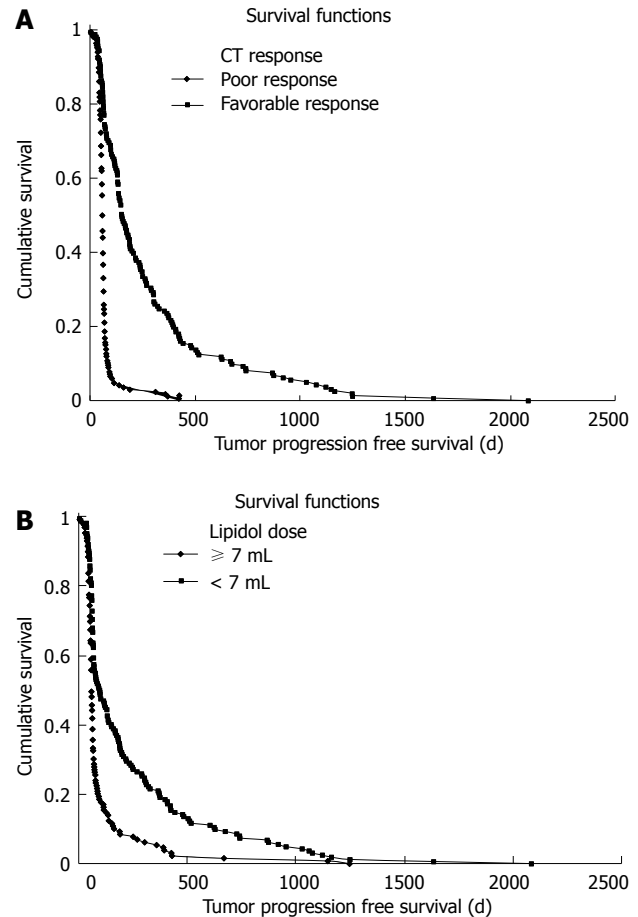 A
Survival functions
CT response
Poor response
Favorable response
1
0.8
0.6
0.4
0.2
0
Cumulative survival
0 500 1000 1500 2000 2500
Tumor progression free survival (d)
B
Survival functions
Lipidol dose
⩾ 7 mL
< 7 mL
1
0.8
0.6
0.4
0.2
0
Cumulative survival
0 500 1000 1500 2000 2500
Tumor progression free survival (d)